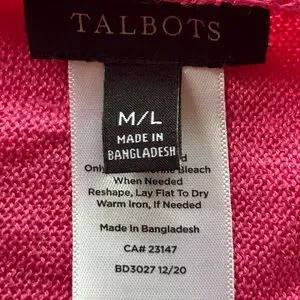 TALBOTS
M/L
MADE IN
BANGLADESH
Only Bleach
When Needed
Reshape, Lay Flat To Dry
Warm Iron, If Needed
Made In Bangladesh
CA# 23147
BD3027 12/20